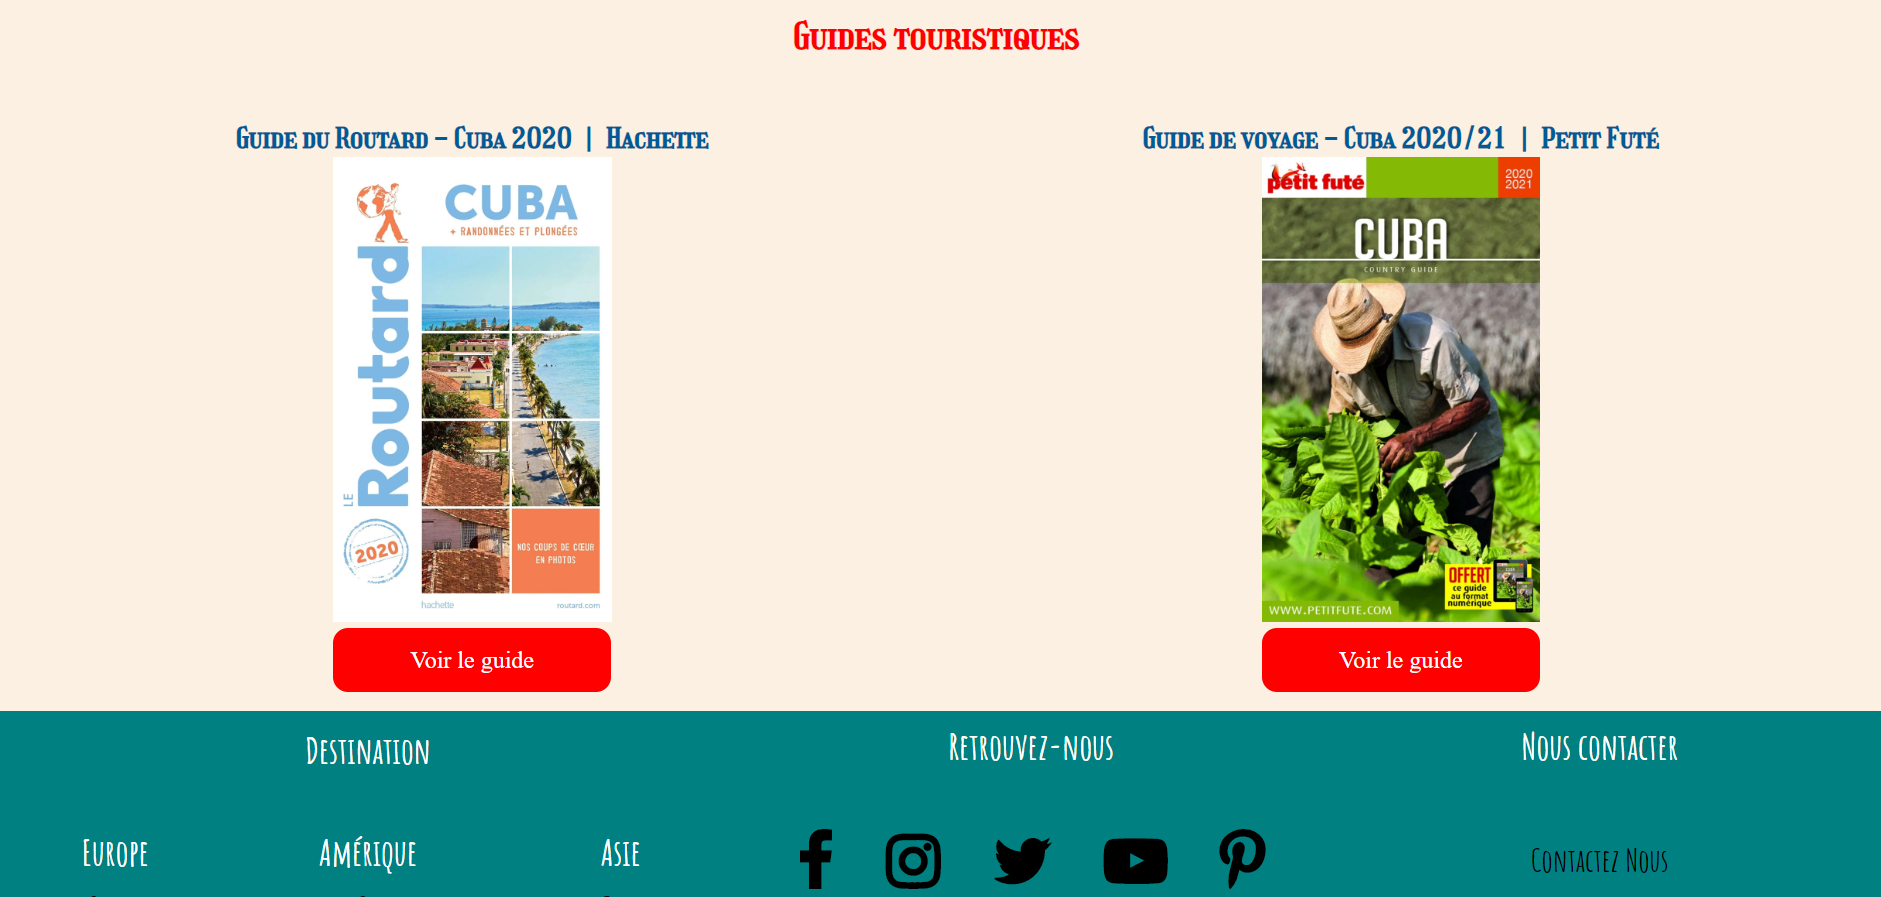 Guides touristiques
Guide du Routard – Cuba 2020 | Hachette
CUBA
+ RANDONNÉES ET PLONGÉES
LE Routard
2020
NOS COUPS DE CŒUR
EN PHOTOS
hachette
routard.com
Voir le guide
Guide de voyage – Cuba 2020/21 | Petit Futé
petit futé
2020
2021
CUBA
COUNTRY GUIDE
OFFERT
ce guide
au format
numérique
WWW.PETITFUTE.COM
Voir le guide
Destination
Retrouvez-nous
Nous contacter
Europe
Amérique
Asie
Contactez Nous